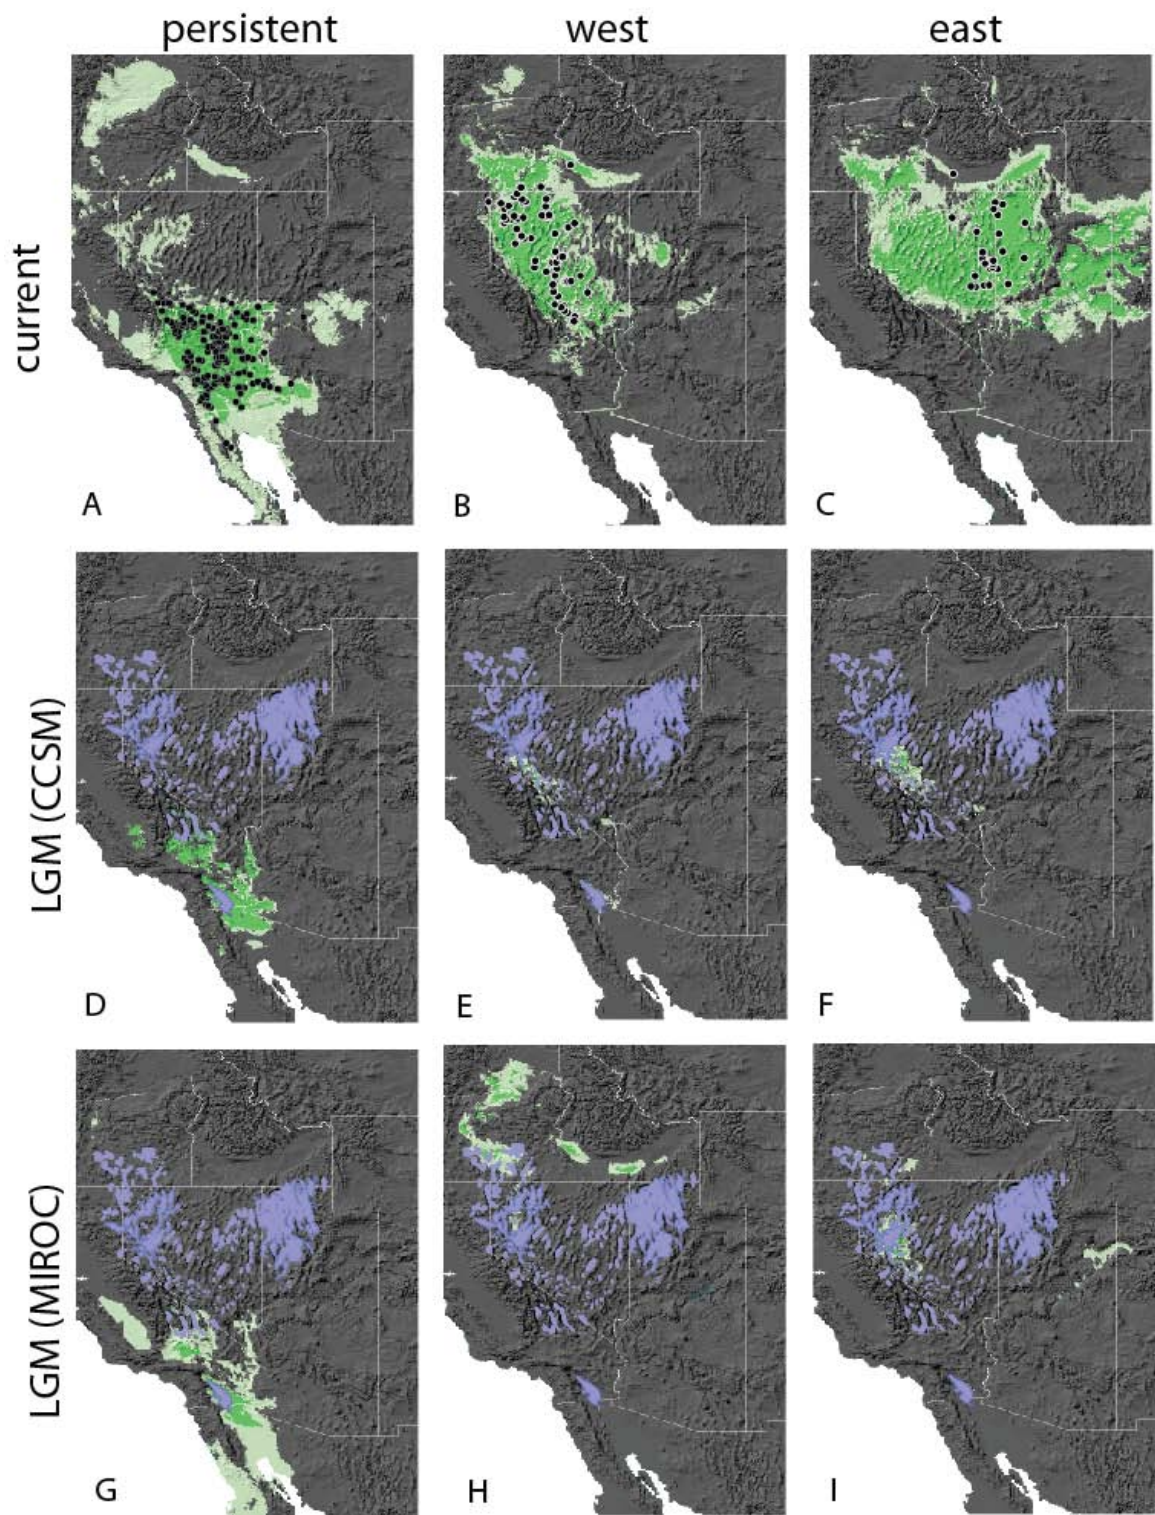 persistent west east
current
A B C
LGM (CCSM)
D E F
LGM (MIROC)
G H I